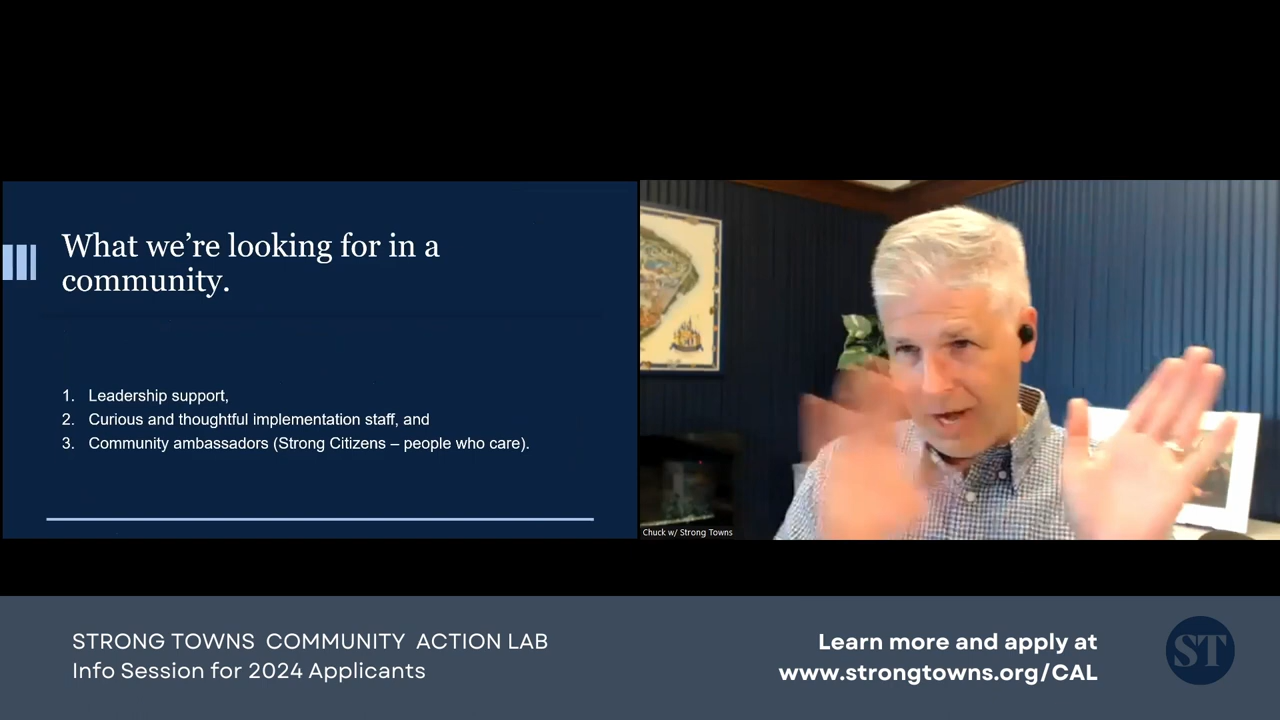 What we’re looking for in a
community.
1. Leadership support,
2. Curious and thoughtful implementation staff, and
3. Community ambassadors (Strong Citizens – people who care).
Chuck w/ Strong Towns
STRONG TOWNS COMMUNITY ACTION LAB
Info Session for 2024 Applicants
Learn more and apply at
www.strongtowns.org/CAL
ST